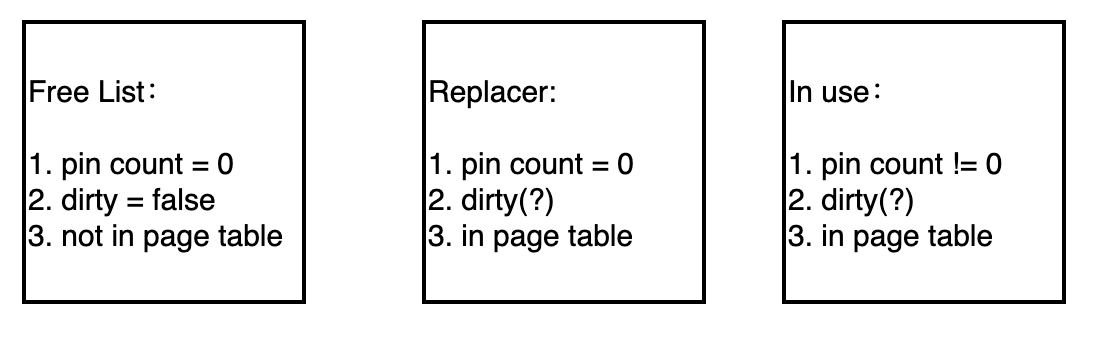 Free List：
1. pin count = 0
2. dirty = false
3. not in page table
Replacer:
1. pin count = 0
2. dirty(?)
3. in page table
In use：
1. pin count != 0
2. dirty(?)
3. in page table